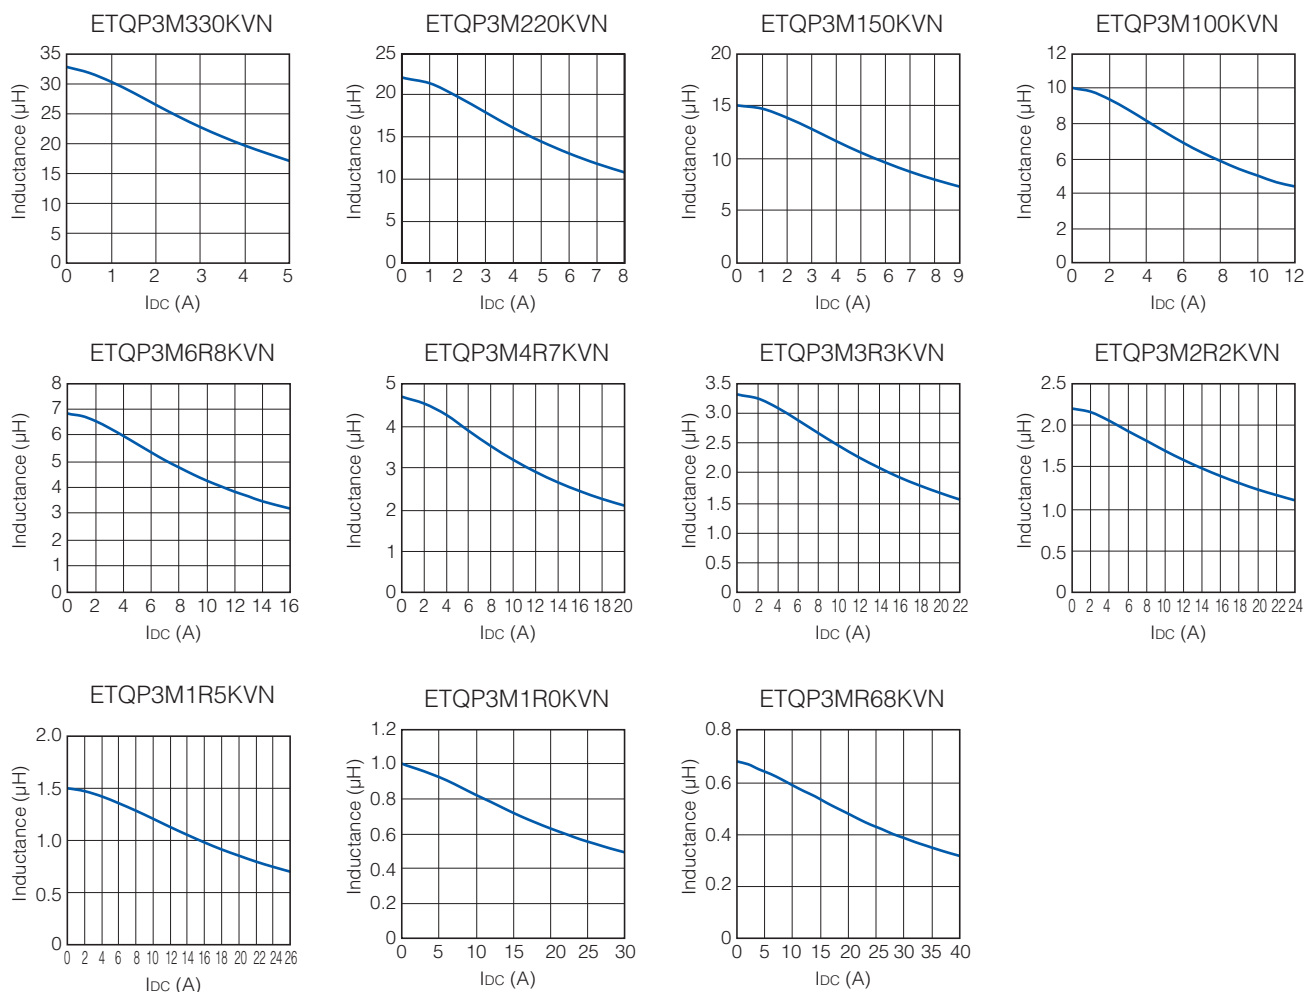 ETQP3M330KVN
Inductance (µH)
35
30
25
20
15
10
5
0
0 1 2 3 4 5
IDC (A)
ETQP3M220KVN
Inductance (µH)
25
20
15
10
5
0
0 1 2 3 4 5 6 7 8
IDC (A)
ETQP3M150KVN
Inductance (µH)
20
15
10
5
0
0 1 2 3 4 5 6 7 8 9
IDC (A)
ETQP3M100KVN
Inductance (µH)
12
10
8
6
4
2
0
0 2 4 6 8 10 12
IDC (A)
ETQP3M6R8KVN
Inductance (µH)
8
7
6
5
4
3
2
1
0
0 2 4 6 8 10 12 14 16
IDC (A)
ETQP3M4R7KVN
Inductance (µH)
5
4
3
2
1
0
0 2 4 6 8 10 12 14 16 18 20
IDC (A)
ETQP3M3R3KVN
Inductance (µH)
3.5
3.0
2.5
2.0
1.5
1.0
0.5
0
0 2 4 6 8 10 12 14 16 18 20 22
IDC (A)
ETQP3M2R2KVN
Inductance (µH)
2.5
2.0
1.5
1.0
0.5
0
0 2 4 6 8 10 12 14 16 18 20 22 24
IDC (A)
ETQP3M1R5KVN
Inductance (µH)
2.0
1.5
1.0
0.5
0
0 2 4 6 8 10 12 14 16 18 20 22 24 26
IDC (A)
ETQP3M1R0KVN
Inductance (µH)
1.2
1.0
0.8
0.6
0.4
0.2
0
0 5 10 15 20 25 30
IDC (A)
ETQP3MR68KVN
Inductance (µH)
0.8
0.6
0.4
0.2
0
0 5 10 15 20 25 30 35 40
IDC (A)